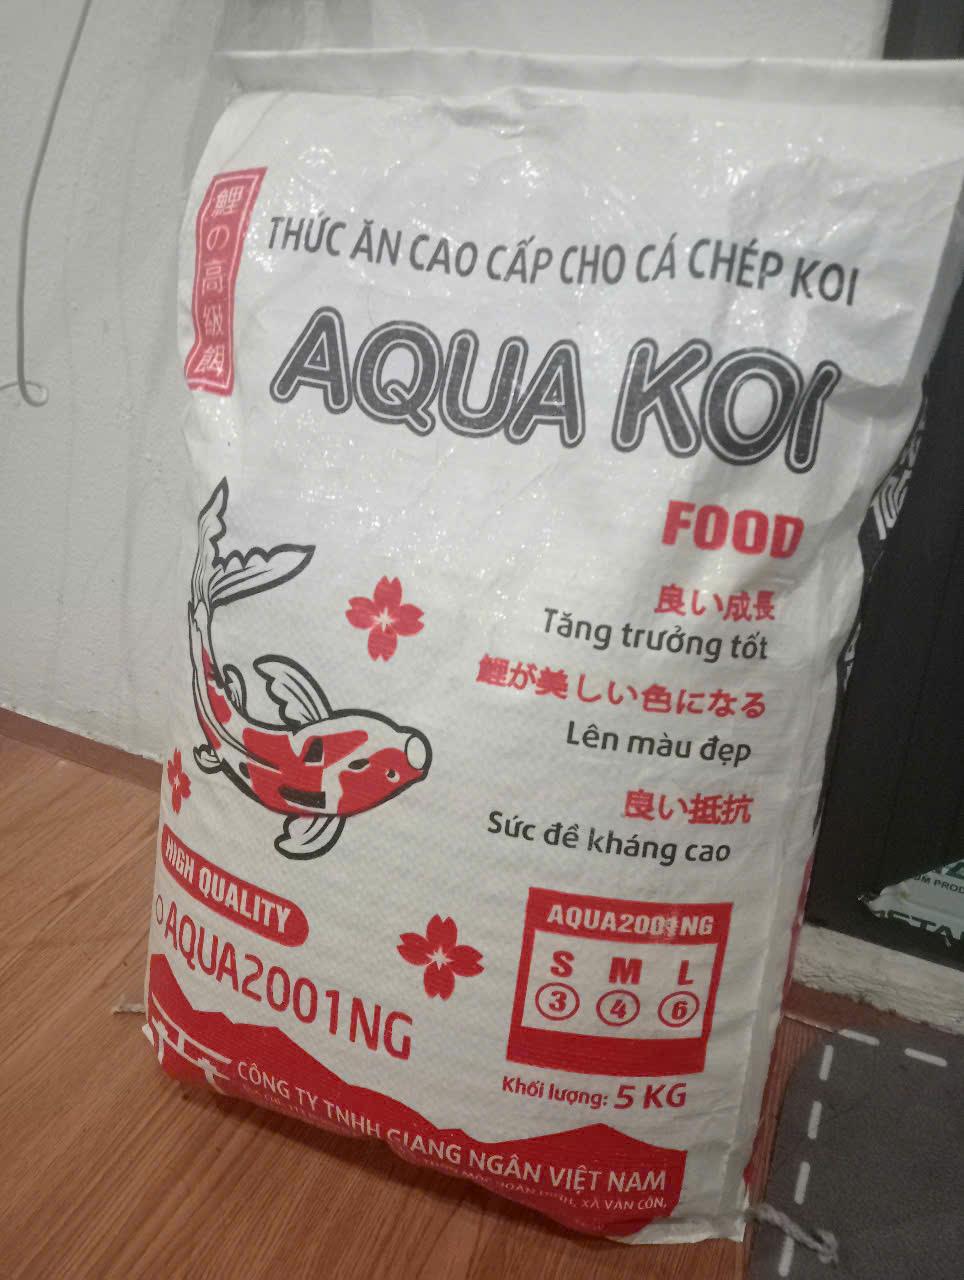 鯉の高級餌
THỨC ĂN CAO CẤP CHO CÁ CHÉP KOI
AQUA KOI
FOOD
良い成長
Tăng trưởng tốt
鯉が美しい色になる
Lên màu đẹp
良い抵抗
Sức đề kháng cao
HIGH QUALITY
AQUA2001NG
AQUA2001NG
S M L
3 4 6
Khối lượng: 5 KG
CÔNG TY TNHH GIANG NGÂN VIỆT NAM
XÃ VÂN CÔN,